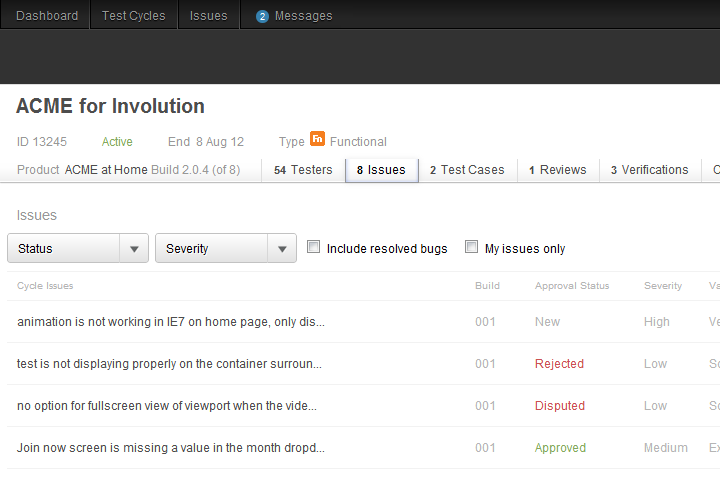 Dashboard Test Cycles Issues 2 Messages
ACME for Involution
ID 13245 Active End 8 Aug 12 Type Fn Functional
Product ACME at Home Build 2.0.4 (of 8) 54 Testers 8 Issues 2 Test Cases 1 Reviews 3 Verifications
Issues
Status Severity Include resolved bugs My issues only
Cycle Issues Build Approval Status Severity
animation is not working in IE7 on home page, only dis... 001 New High
test is not displaying properly on the container surroun... 001 Rejected Low
no option for fullscreen view of viewport when the vide... 001 Disputed Low
Join now screen is missing a value in the month dropd... 001 Approved Medium